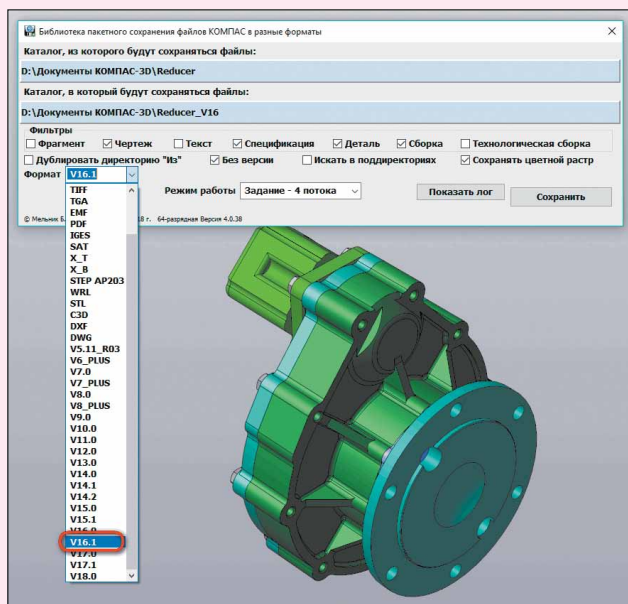 Библиотека пакетного сохранения файлов КОМПАС в разные форматы
Каталог, из которого будут сохраняться файлы:
D:\Документы КОМПАС-3D\Reducer
Каталог, в который будут сохраняться файлы:
D:\Документы КОМПАС-3D\Reducer_V16
Фильтры
Фрагмент Чертеж Текст Спецификация Деталь Сборка Технологическая сборка
Дублировать директорию "Из" Без версии Искать в поддиректориях Сохранять цветной растр
Формат V16.1
Режим работы Задание - 4 потока Показать лог Сохранить
© Мельник Б. 18 г. 64-разрядная Версия 4.0.38
TIFF
TGA
EMF
PDF
IGES
SAT
X_T
X_B
STEP AP203
WRL
STL
C3D
DXF
DWG
V5.11_R03
V6_PLUS
V7.0
V7_PLUS
V8.0
V8_PLUS
V9.0
V10.0
V11.0
V12.0
V13.0
V14.0
V14.1
V14.2
V15.0
V15.1
V16.0
V16.1
V17.0
V17.1
V18.0